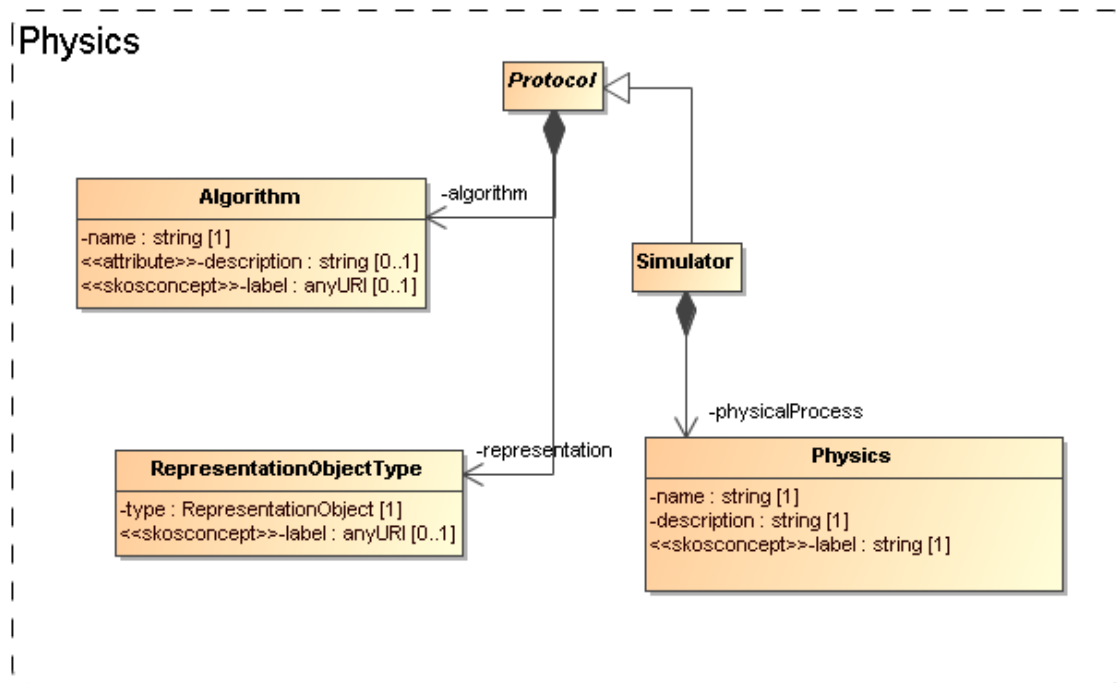 Physics
Protocol
Algorithm
-name : string [1]
<<attribute>>-description : string [0..1]
<<skosconcept>>-label : anyURI [0..1]
-algorithm
Simulator
-physicalProcess
RepresentationObjectType
-type : RepresentationObject [1]
<<skosconcept>>-label : anyURI [0..1]
-representation
Physics
-name : string [1]
-description : string [1]
<<skosconcept>>-label : string [1]